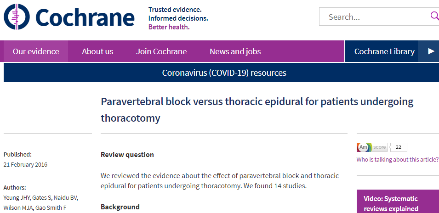 Cochrane
Trusted evidence.
Informed decisions.
Better health.
Search...
Our evidence
About us
Join Cochrane
News and jobs
Cochrane Library
Coronavirus (COVID-19) resources
Paravertebral block versus thoracic epidural for patients undergoing
thoracotomy
Published:
21 February 2016
Authors:
Yeung JHY, Gates S, Naidu BV,
Wilson MJA, Gao Smith F
Review question
We reviewed the evidence about the effect of paravertebral block and thoracic
epidural for patients undergoing thoracotomy. We found 14 studies.
Background
Am score 22
Who is talking about this article?
Video: Systematic
reviews explained